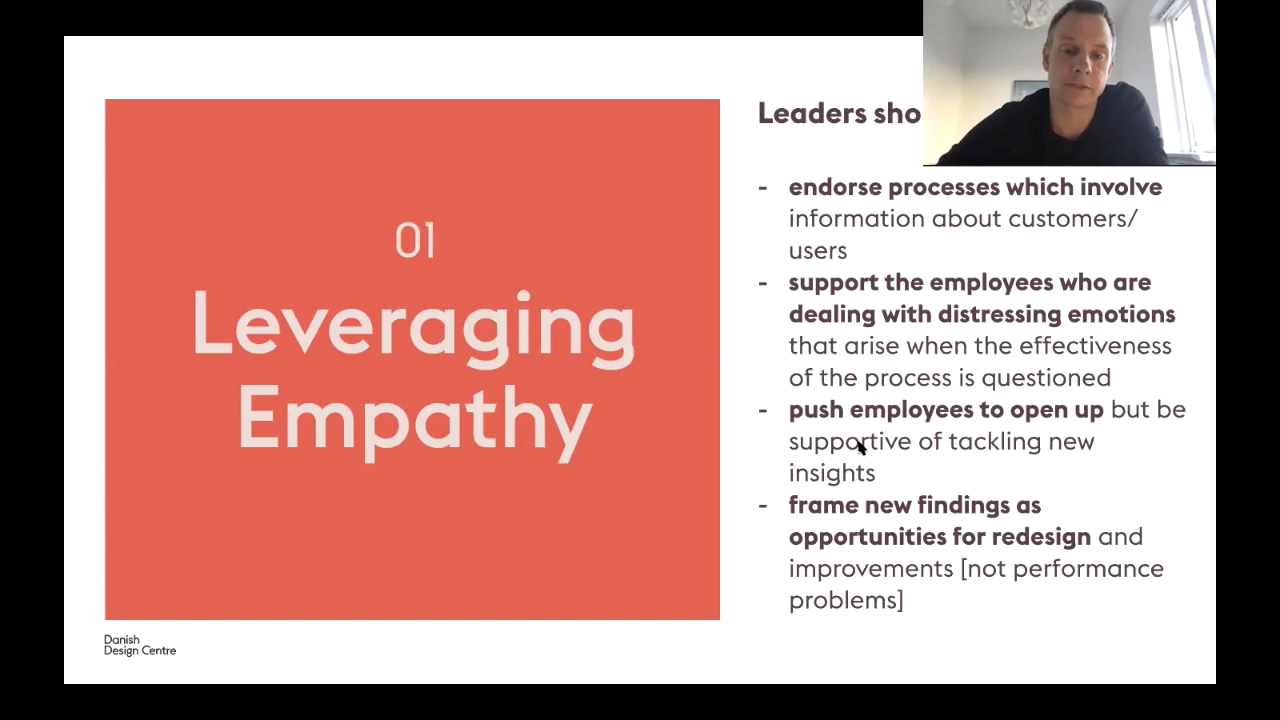 01
Leveraging
Empathy
Leaders
- endorse processes which involve
information about customers/
users
- support the employees who are
dealing with distressing emotions
that arise when the effectiveness
of the process is questioned
- push employees to open up but be
supportive of tackling new
insights
- frame new findings as
opportunities for redesign and
improvements [not performance
problems]
Danish
Design Centre